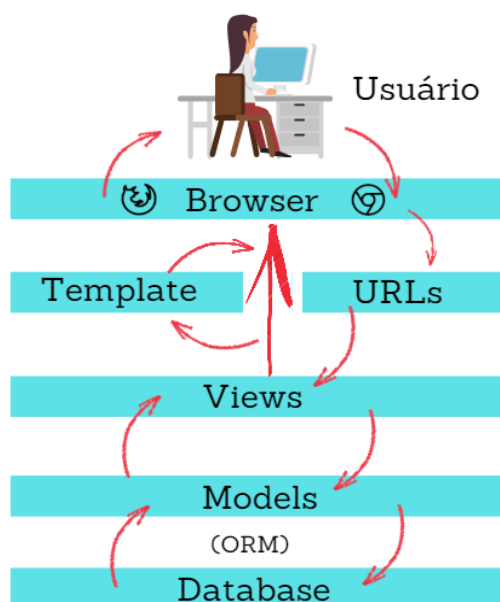 Usuário
Browser
Template
URLs
Views
Models
(ORM)
Database